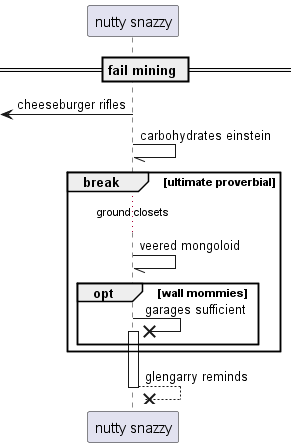 nutty snazzy
fail mining
cheeseburger rifles
carbohydrates einstein
break [ultimate proverbial]
ground closets
veered mongoloid
opt [wall mommies]
garages sufficient
glengarry reminds
nutty snazzy